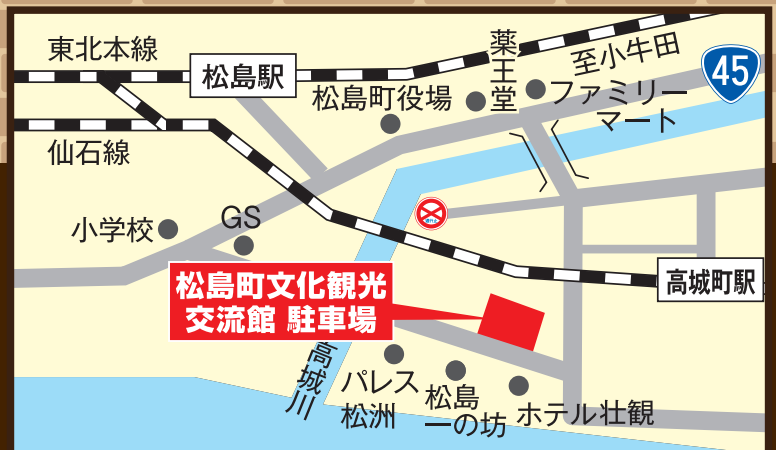 東北本線
松島駅
薬王堂
至小牛田
45
松島町役場
ファミリー
マート
仙石線
小学校
GS
高城町駅
松島町文化観光
交流館 駐車場
高城川
パレス
松洲
松島
一の坊
ホテル壮観